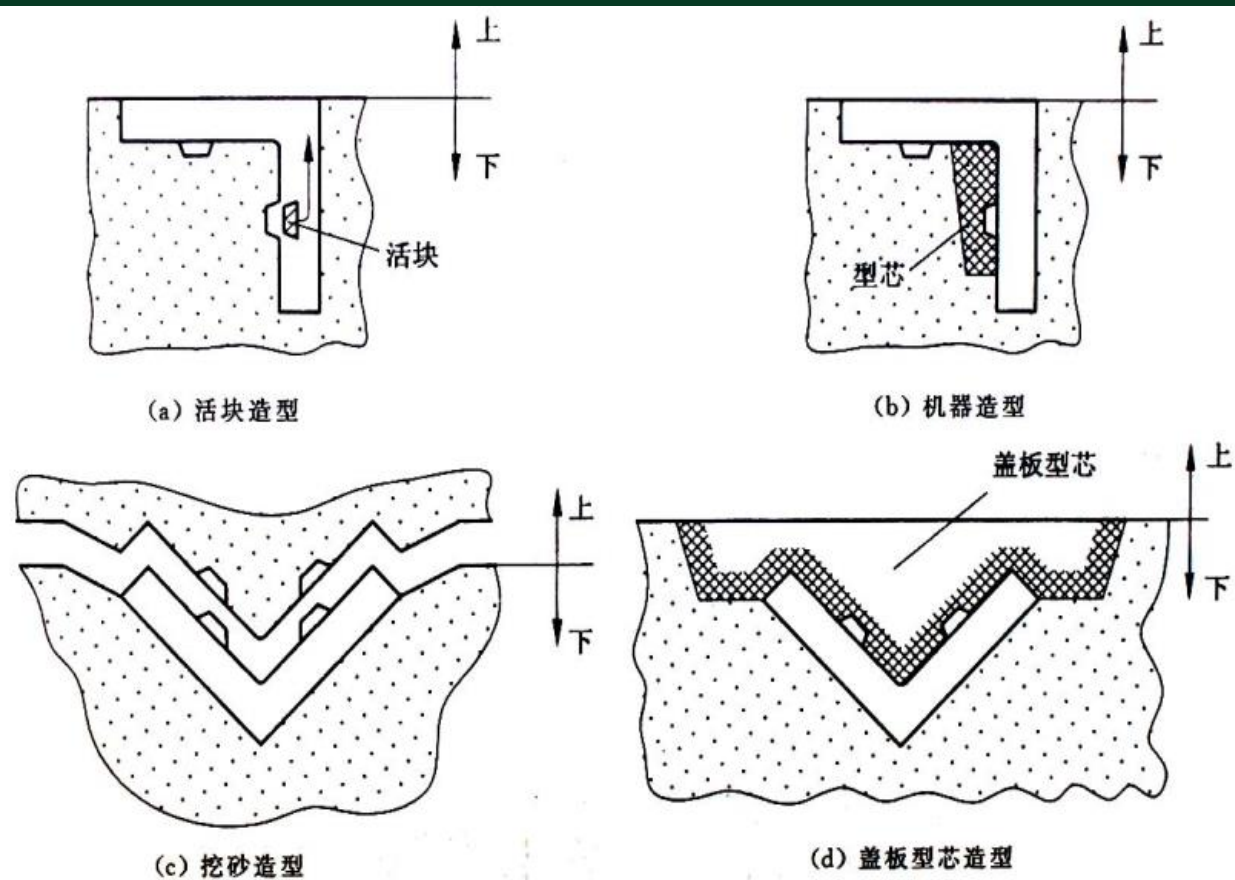 上
下
活块
(a) 活块造型
上
下
型芯
(b) 机器造型
上
下
(c) 挖砂造型
盖板型芯
上
下
(d) 盖板型芯造型